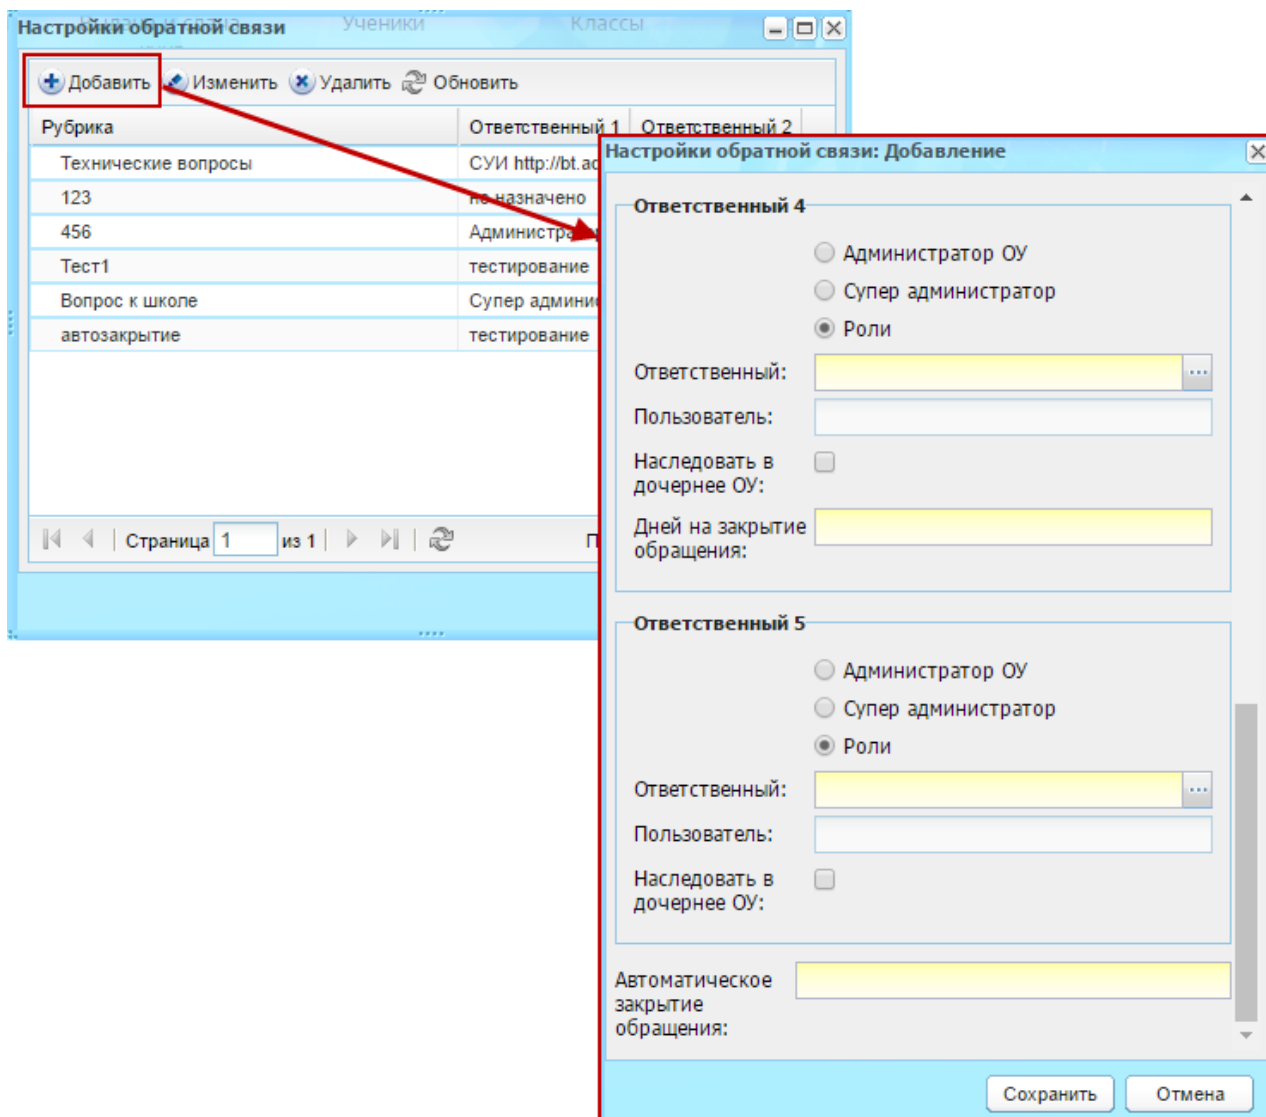 Ученики Классы
Настройки обратной связи
Добавить Изменить Удалить Обновить
Рубрика Ответственный 1 Ответственный 2
Технические вопросы СУИ http://bt.ad
123 не назначено
456 Администратор
Тест1 тестирование
Вопрос к школе Супер админис
автозакрытие тестирование
Страница 1 из 1 П
Настройки обратной связи: Добавление
Ответственный 4
Администратор ОУ
Супер администратор
Роли
Ответственный: ...
Пользователь:
Наследовать в
дочернее ОУ:
Дней на закрытие
обращения:
Ответственный 5
Администратор ОУ
Супер администратор
Роли
Ответственный: ...
Пользователь:
Наследовать в
дочернее ОУ:
Автоматическое
закрытие
обращения:
Сохранить Отмена